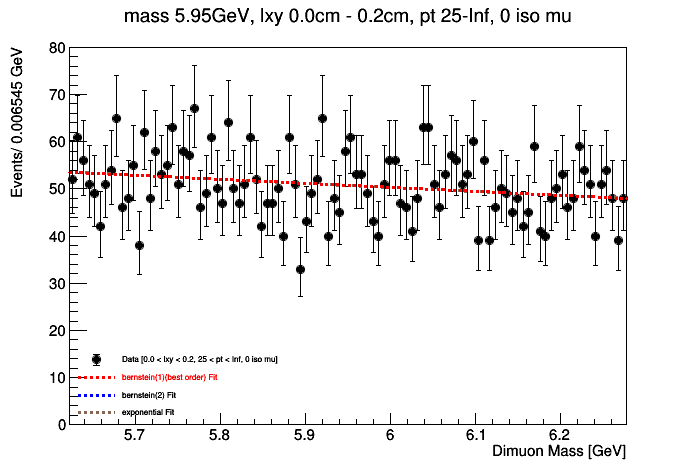 mass 5.95GeV, lxy 0.0cm - 0.2cm, pt 25-Inf, 0 iso mu
Events/ 0.006545 GeV
80
70
60
50
40
30
20
10
0
Data [0.0 < lxy < 0.2, 25 < pt < Inf, 0 iso mu]
bernstein(1)(best order) Fit
bernstein(2) Fit
exponential Fit
5.7 5.8 5.9 6 6.1 6.2
Dimuon Mass [GeV]